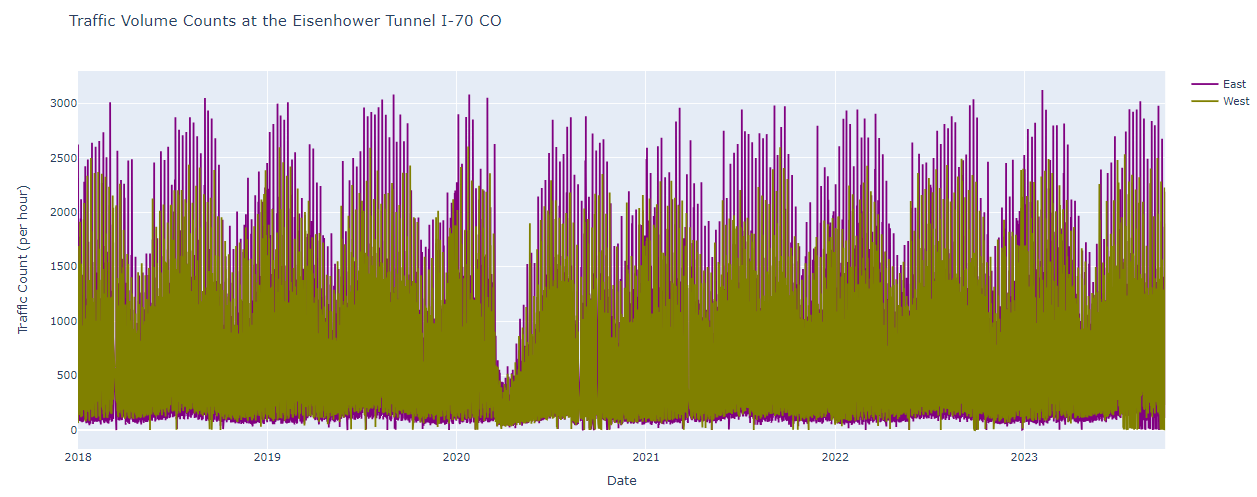 Traffic Volume Counts at the Eisenhower Tunnel I-70 CO
East
West
Traffic Count (per hour)
3000
2500
2000
1500
1000
500
0
2018
2019
2020
2021
2022
2023
Date